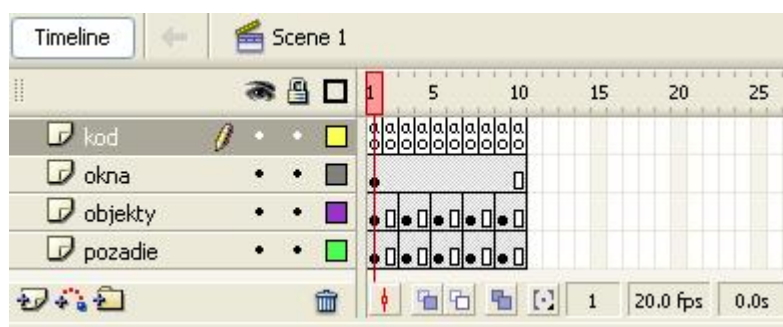 Timeline Scene 1
1 5 10 15 20 25
kod
a a a a a a a a a a
okna
objekty
pozadie
1 20.0 fps 0.0s